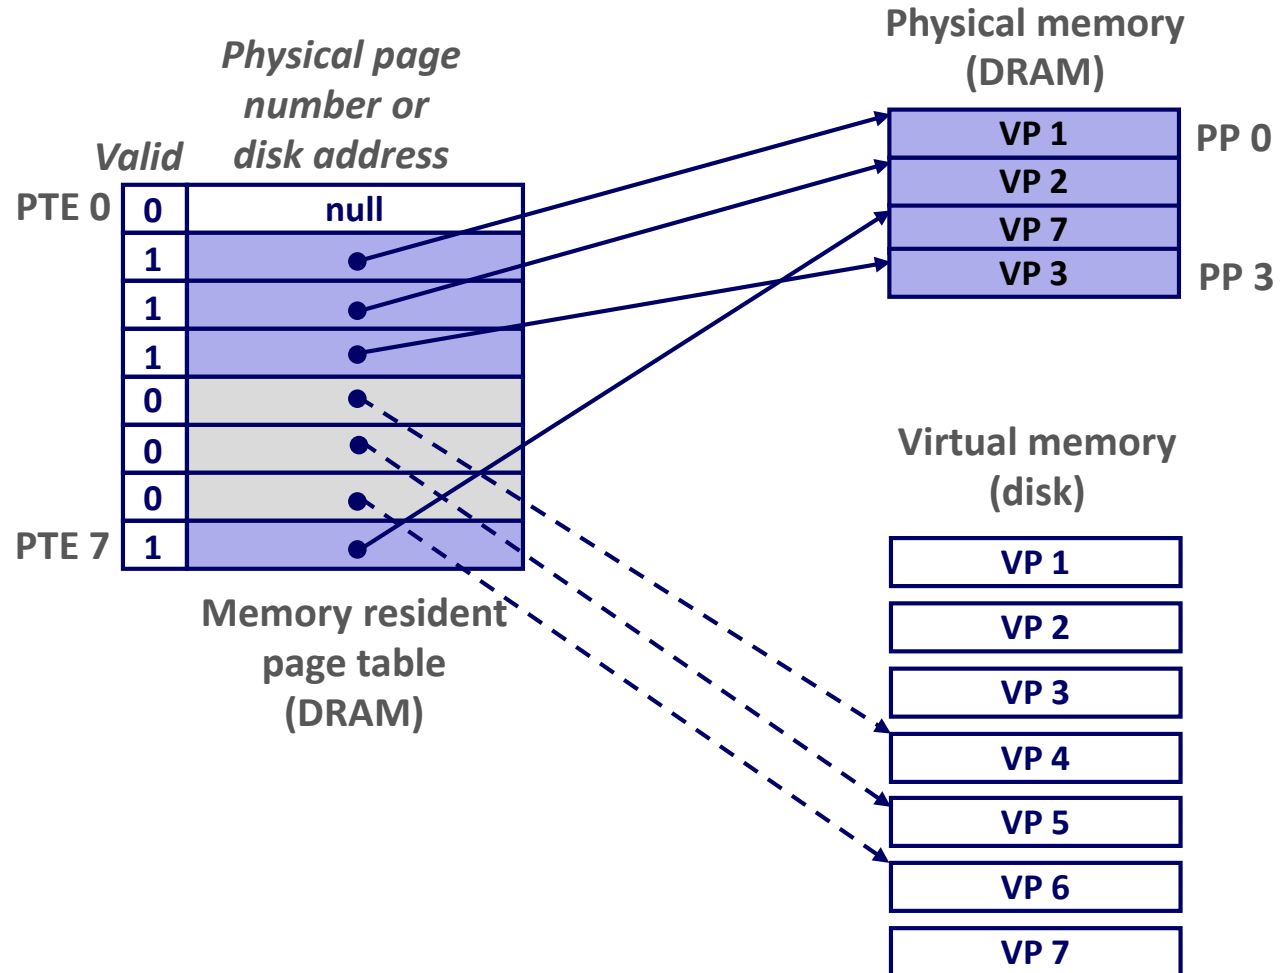 Physical page
number or
disk address
Valid
PTE 0
0
null
1
1
1
0
0
0
PTE 7
1
Memory resident
page table
(DRAM)
Physical memory
(DRAM)
VP 1
PP 0
VP 2
VP 7
VP 3
PP 3
Virtual memory
(disk)
VP 1
VP 2
VP 3
VP 4
VP 5
VP 6
VP 7